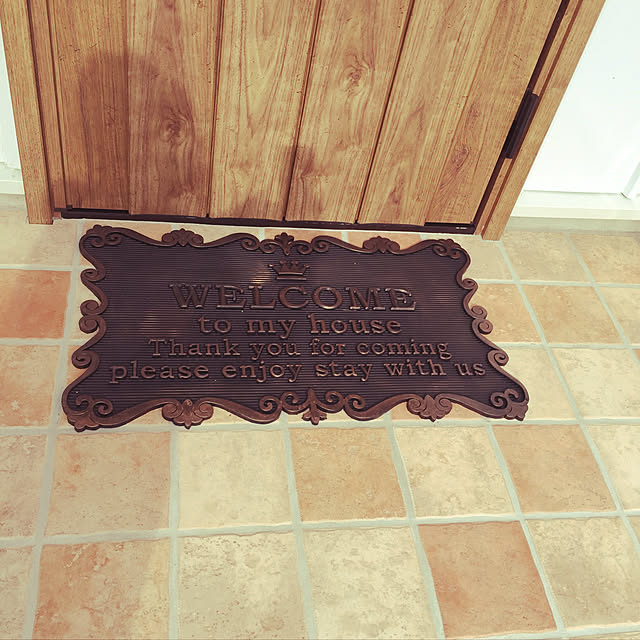 WELCOME
to my house
Thank you for coming
please enjoy stay with us